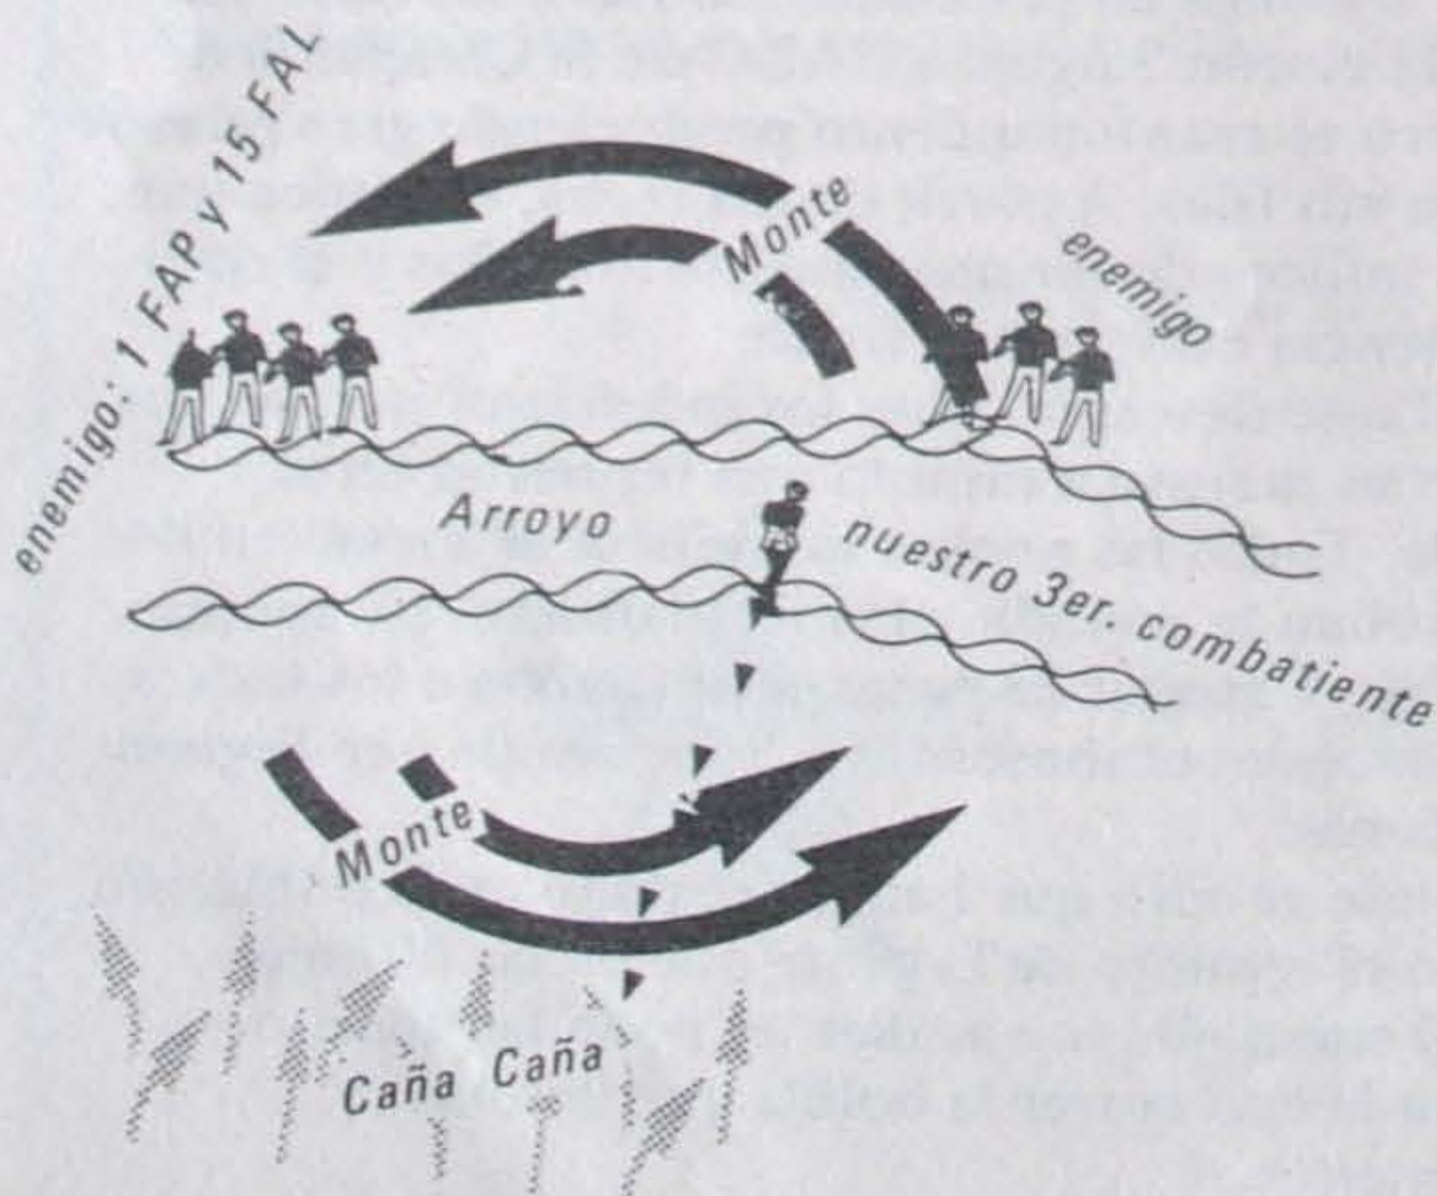 enemigo: 1 FAP y 15 FAL
Monte
enemigo
Arroyo
nuestro 3er. combatiente
Monte
Caña Caña